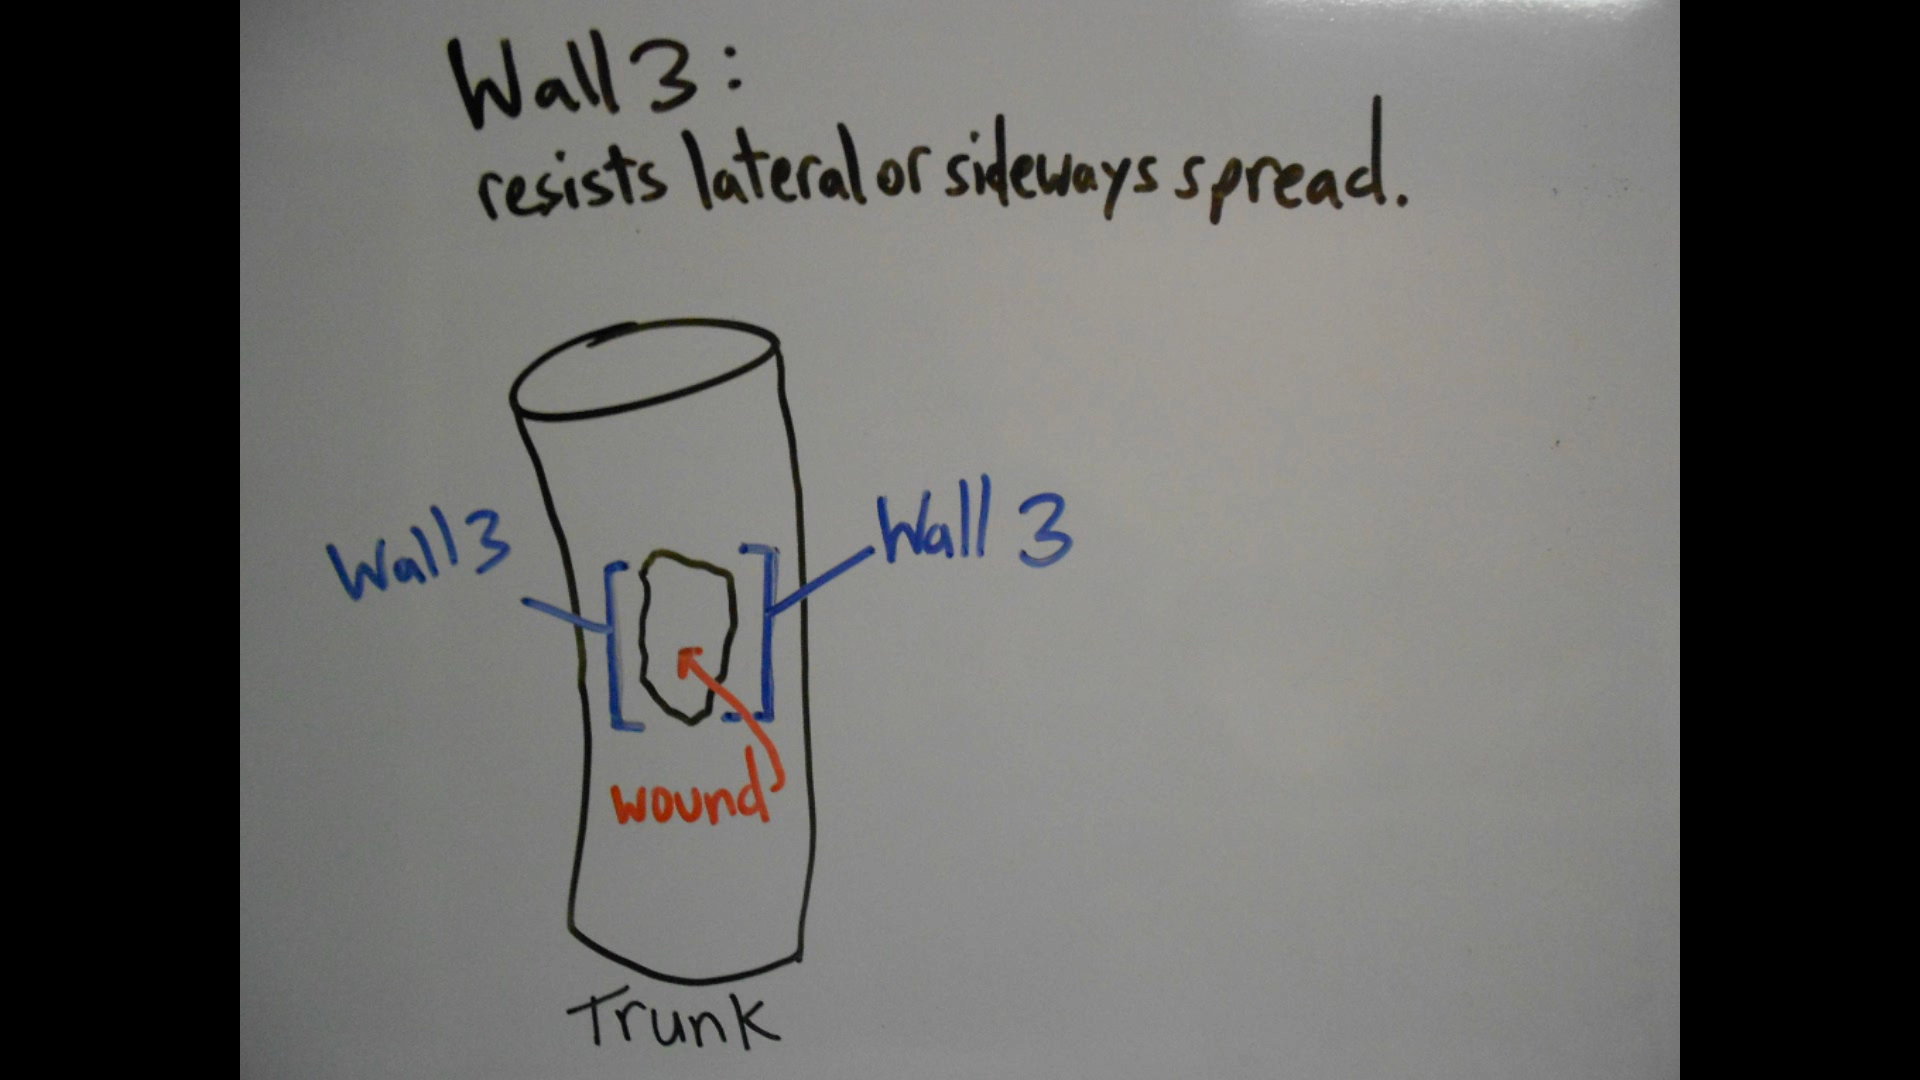 Wall 3:
resists lateral or sideways spread.
Wall 3
Wall 3
wound
Trunk